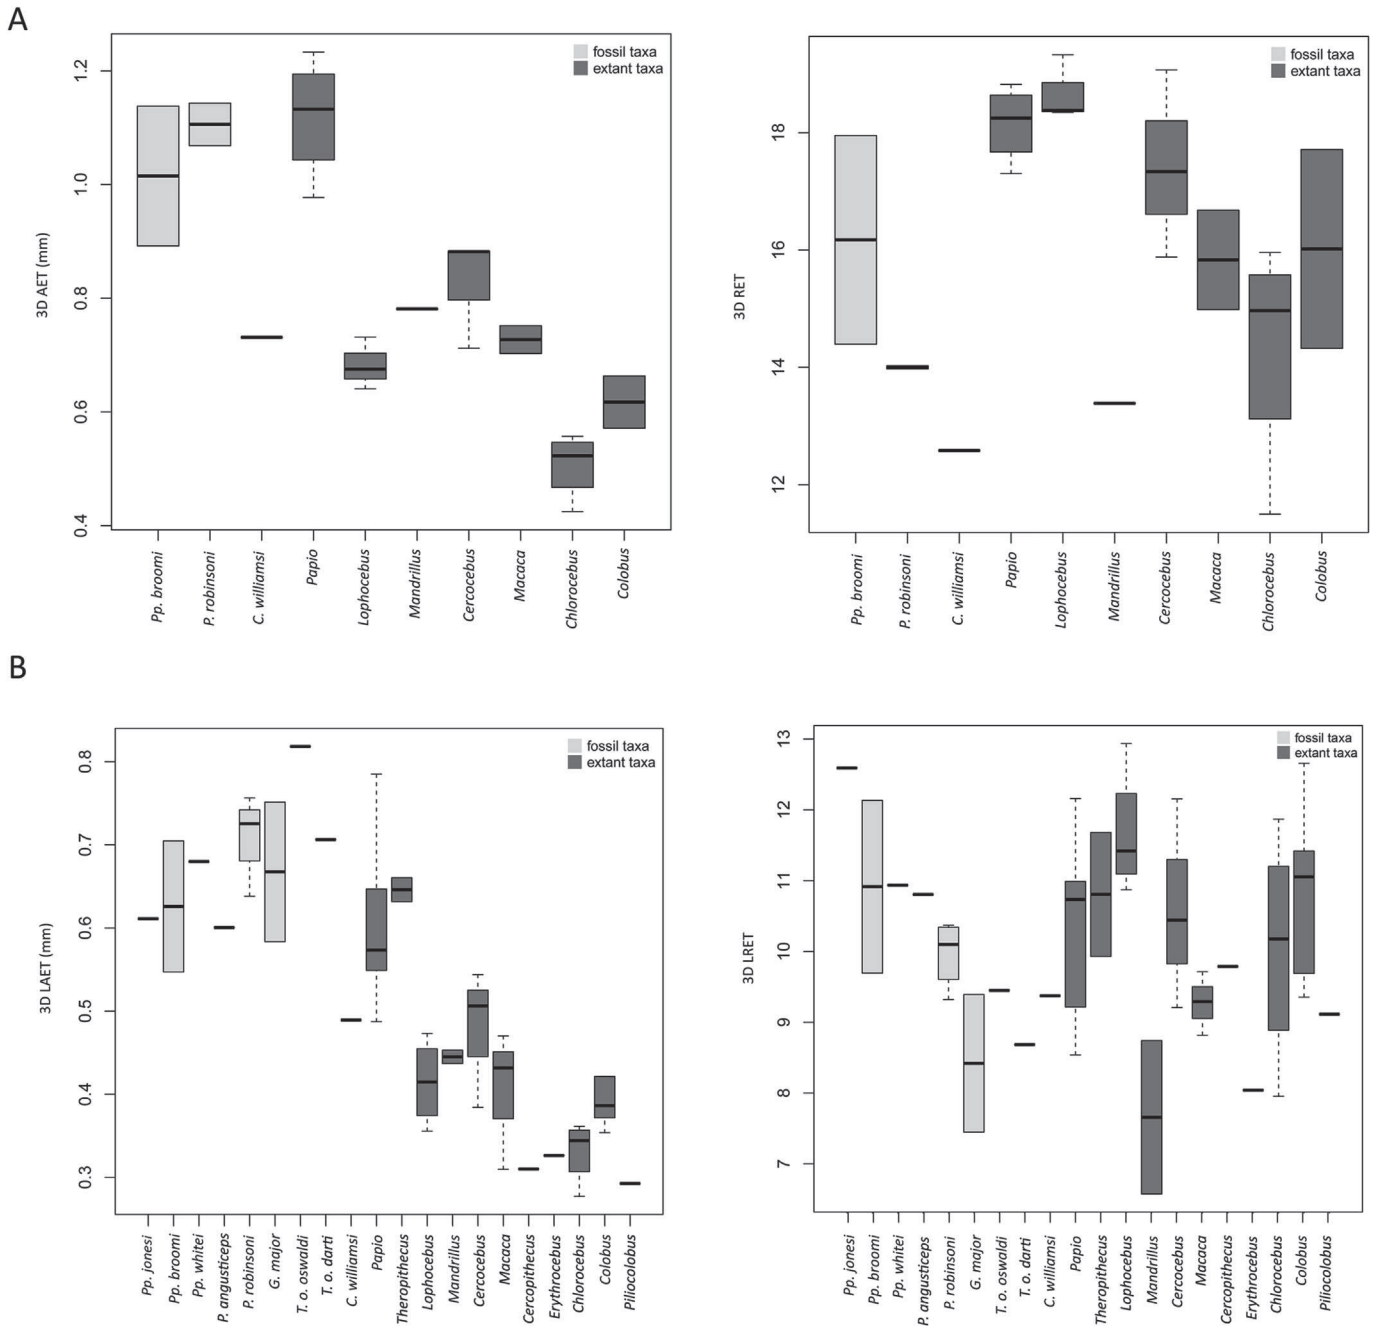 A
fossil taxa
extant taxa
1.2
1.0
0.8
0.6
0.4
3D AET (mm)
Pp. broomi
P. robinsoni
C. williamsi
Papio
Lophocebus
Mandrillus
Cercocebus
Macaca
Chlorocebus
Colobus
fossil taxa
extant taxa
18
16
14
12
3D RET
Pp. broomi
P. robinsoni
C. williamsi
Papio
Lophocebus
Mandrillus
Cercocebus
Macaca
Chlorocebus
Colobus
B
fossil taxa
extant taxa
0.8
0.7
0.6
0.5
0.4
0.3
3D LAET (mm)
Pp. jonesi
Pp. broomi
Pp. whitei
P. angusticeps
P. robinsoni
G. major
T. o. oswaldi
T. o. darti
C. williamsi
Papio
Theropithecus
Lophocebus
Mandrillus
Cercocebus
Macaca
Cercopithecus
Erythrocebus
Chlorocebus
Colobus
Piliocolobus
fossil taxa
extant taxa
13
12
11
10
9
8
7
3D LRET
Pp. jonesi
Pp. broomi
Pp. whitei
P. angusticeps
P. robinsoni
G. major
T. o. oswaldi
T. o. darti
C. williamsi
Papio
Theropithecus
Lophocebus
Mandrillus
Cercocebus
Macaca
Cercopithecus
Erythrocebus
Chlorocebus
Colobus
Piliocolobus